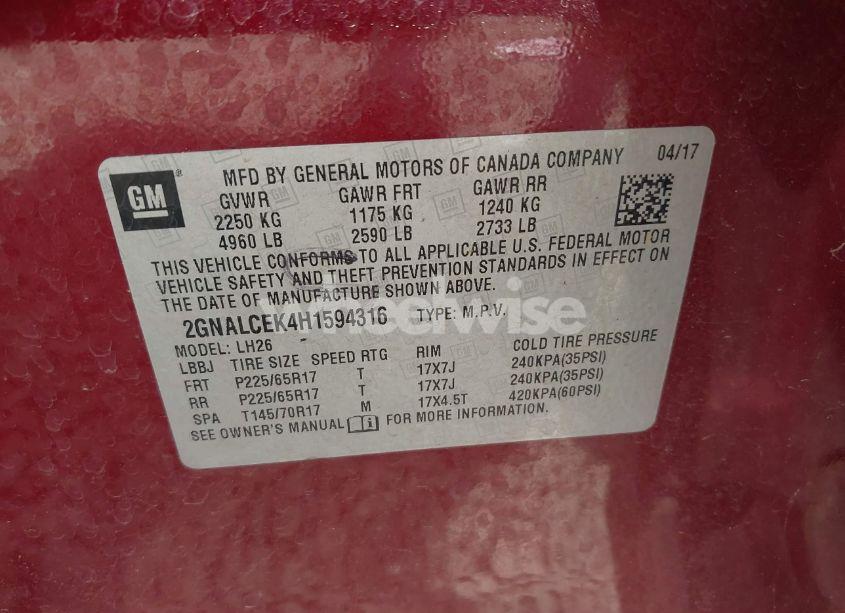 GM
MFD BY GENERAL MOTORS OF CANADA COMPANY 04/17
GVWR GAWR FRT GAWR RR
2250 KG 1175 KG 1240 KG
4960 LB 2590 LB 2733 LB
THIS VEHICLE CONFORMS TO ALL APPLICABLE U.S. FEDERAL MOTOR
VEHICLE SAFETY AND THEFT PREVENTION STANDARDS IN EFFECT ON
THE DATE OF MANUFACTURE SHOWN ABOVE.
wheelwise
2GNALCEK4H1594316 TYPE: M.P.V.
MODEL: LH26
LBBJ TIRE SIZE SPEED RTG RIM COLD TIRE PRESSURE
FRT P225/65R17 T 17X7J 240KPA(35PSI)
RR P225/65R17 T 17X7J 240KPA(35PSI)
SPA T145/70R17 M 17X4.5T 420KPA(60PSI)
SEE OWNER'S MANUAL FOR MORE INFORMATION.